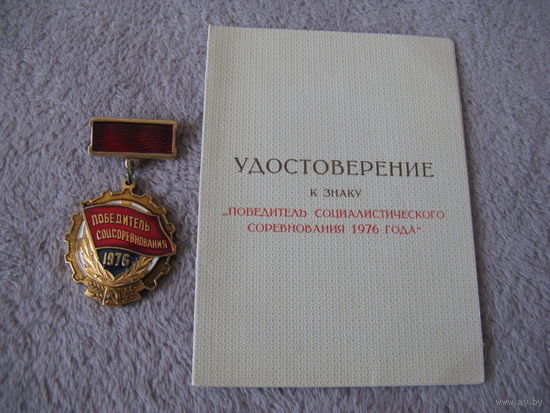 ПОБЕДИТЕЛЬ
СОЦСОРЕВНОВАНИЯ
1976
УДОСТОВЕРЕНИЕ
К ЗНАКУ
„ПОБЕДИТЕЛЬ СОЦИАЛИСТИЧЕСКОГО
СОРЕВНОВАНИЯ 1976 ГОДА“
www.ay.by